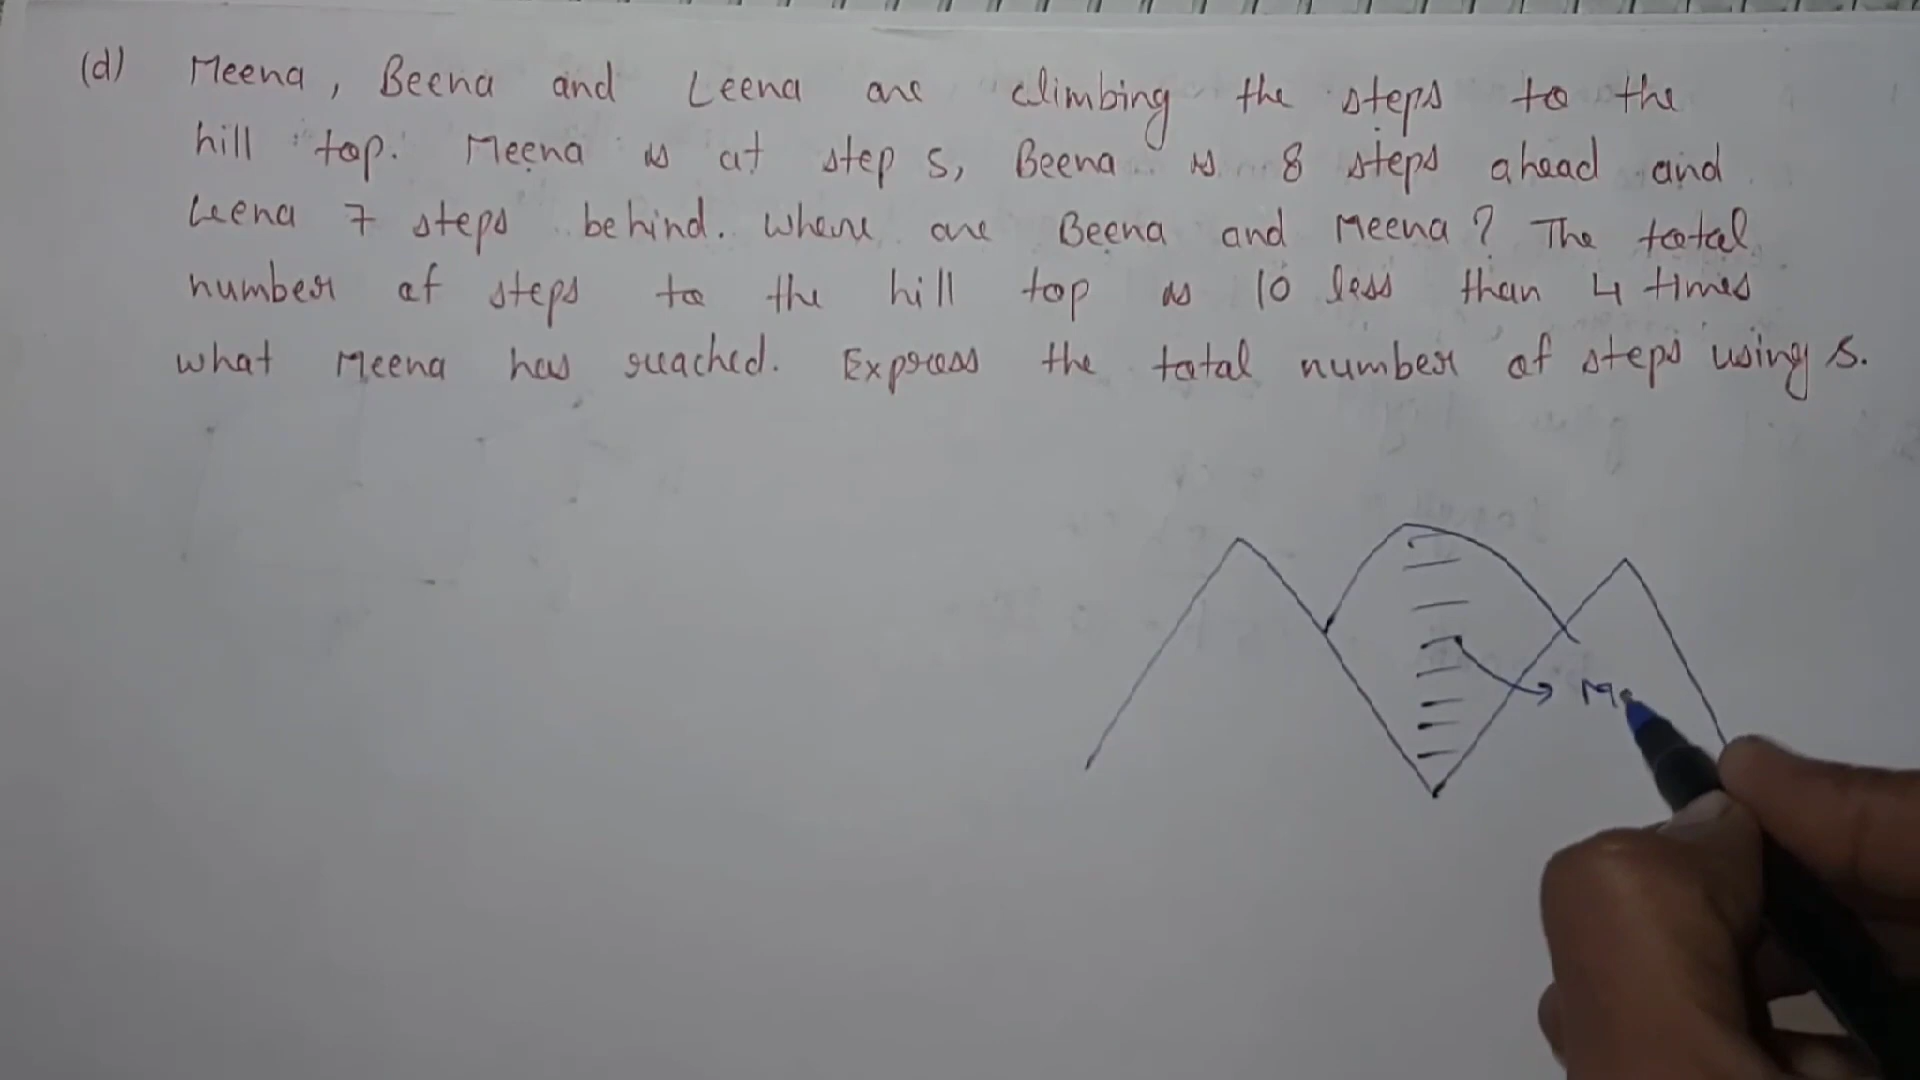 (d) Meena, Beena and Leena are climbing the steps to the
hill top. Meena is at step s, Beena is 8 steps ahead and
Leena 7 steps behind. Where are Beena and Meena? The total
number of steps to the hill top is 10 less than 4 times
what Meena has reached. Express the total number of steps using s.
Me